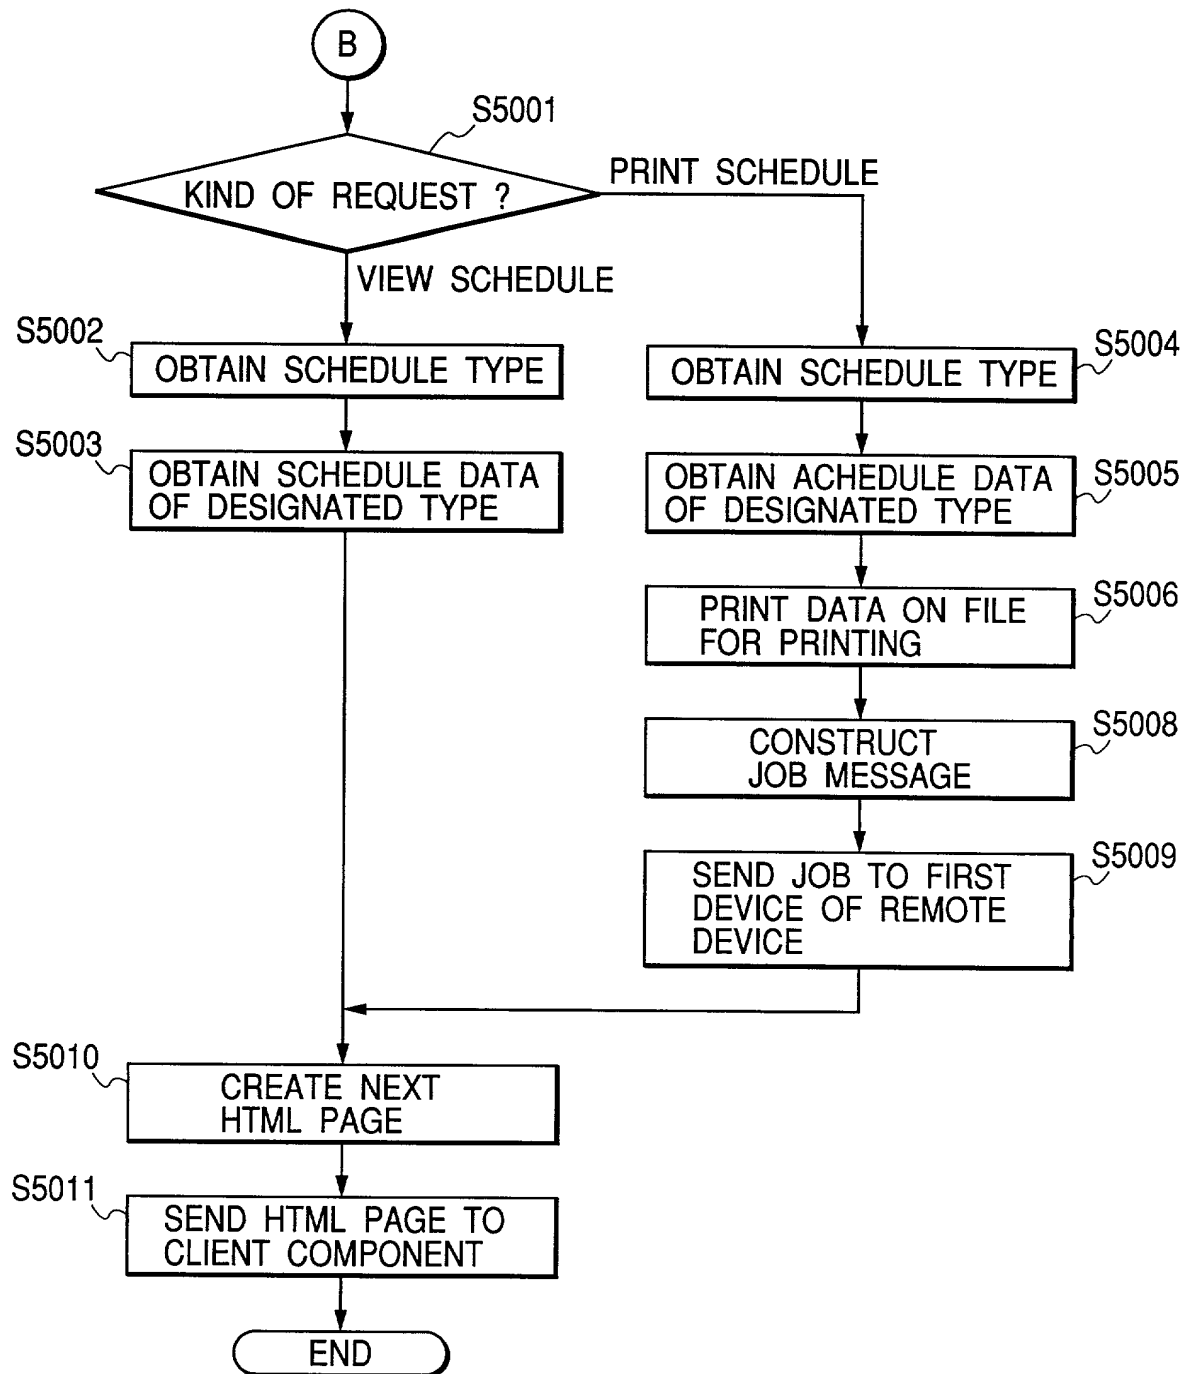 B
S5001
KIND OF REQUEST ?
PRINT SCHEDULE
VIEW SCHEDULE
S5002
OBTAIN SCHEDULE TYPE
S5004
OBTAIN SCHEDULE TYPE
S5003
OBTAIN SCHEDULE DATA
OF DESIGNATED TYPE
S5005
OBTAIN ACHEDULE DATA
OF DESIGNATED TYPE
S5006
PRINT DATA ON FILE
FOR PRINTING
S5008
CONSTRUCT
JOB MESSAGE
S5009
SEND JOB TO FIRST
DEVICE OF REMOTE
DEVICE
S5010
CREATE NEXT
HTML PAGE
S5011
SEND HTML PAGE TO
CLIENT COMPONENT
END